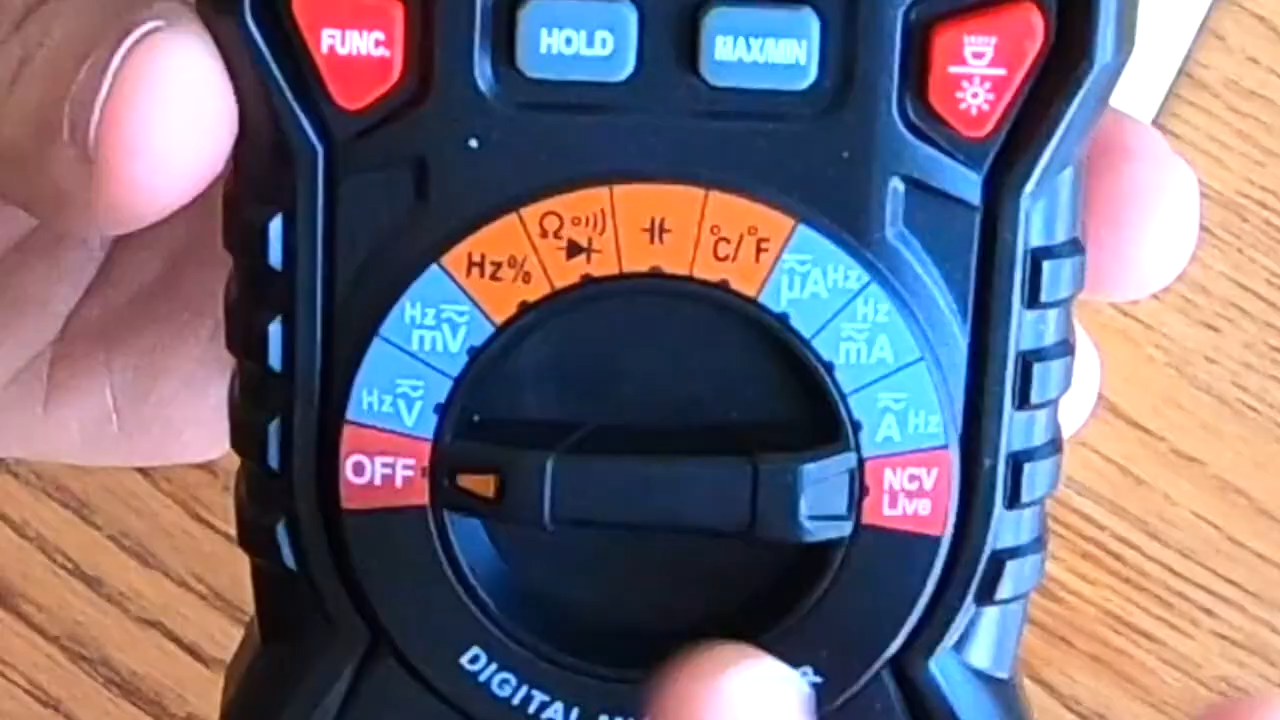 FUNC.
HOLD
MAX/MIN
Hz%
Ω
°C/°F
Hz mV
µA Hz
Hz mA
Hz V
A Hz
OFF
NCV
Live
DIGITAL